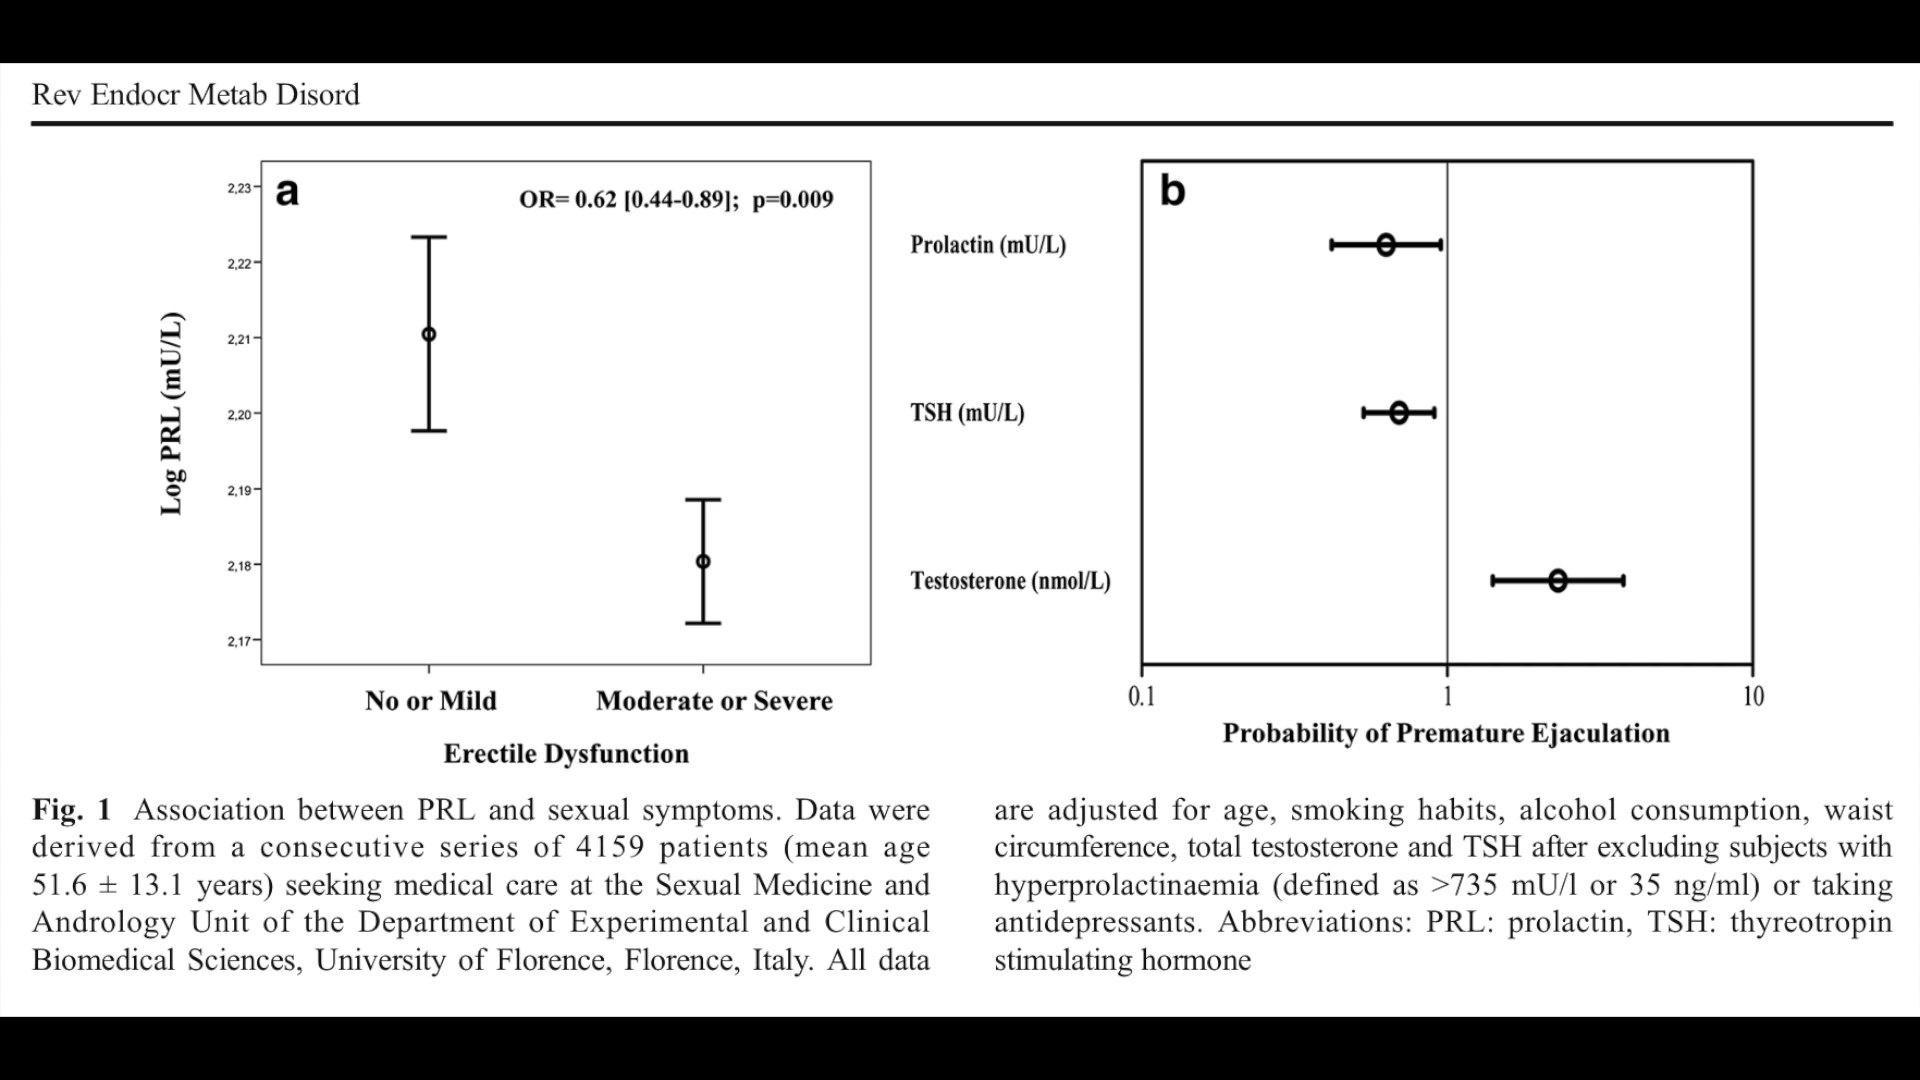 Rev Endocr Metab Disord
a
OR= 0.62 [0.44-0.89];  p=0.009
2,23
2,22
2,21
2,20
2,19
2,18
2,17
Log PRL (mU/L)
No or Mild
Moderate or Severe
Erectile Dysfunction
b
Prolactin (mU/L)
TSH (mU/L)
Testosterone (nmol/L)
0.1
1
10
Probability of Premature Ejaculation
Fig. 1 Association between PRL and sexual symptoms. Data were
derived from a consecutive series of 4159 patients (mean age
51.6 ± 13.1 years) seeking medical care at the Sexual Medicine and
Andrology Unit of the Department of Experimental and Clinical
Biomedical Sciences, University of Florence, Florence, Italy. All data
are adjusted for age, smoking habits, alcohol consumption, waist
circumference, total testosterone and TSH after excluding subjects with
hyperprolactinaemia (defined as >735 mU/l or 35 ng/ml) or taking
antidepressants. Abbreviations: PRL: prolactin, TSH: thyreotropin
stimulating hormone